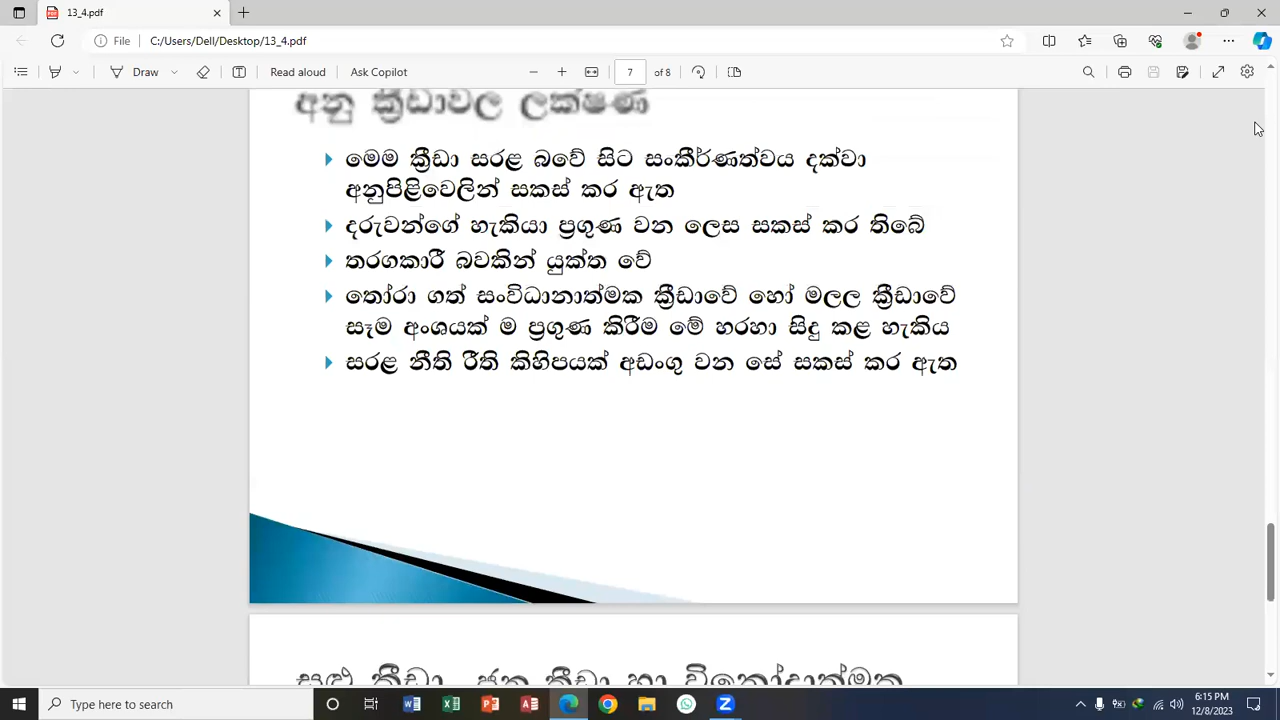 13_4.pdf
File C:/Users/Dell/Desktop/13_4.pdf
Draw Read aloud Ask Copilot 7 of 8
අනු ක්‍රීඩාවල ලක්ෂණ
මෙම ක්‍රීඩා සරළ බවේ සිට සංකීර්ණත්වය දක්වා
අනුපිළිවෙලින් සකස් කර ඇත
දරුවන්ගේ හැකියා ප්‍රගුණ වන ලෙස සකස් කර තිබේ
තරගකාරී බවකින් යුක්ත වේ
තෝරා ගත් සංවිධානාත්මක ක්‍රීඩාවේ හෝ මලල ක්‍රීඩාවේ
සෑම අංශයක් ම ප්‍රගුණ කිරීම මේ හරහා සිදු කළ හැකිය
සරළ නීති රීති කිහිපයක් අඩංගු වන සේ සකස් කර ඇත
සුළු ක්‍රීඩා, ජන ක්‍රීඩා හා විනෝදාත්මක
Type here to search
6:15 PM
12/8/2023